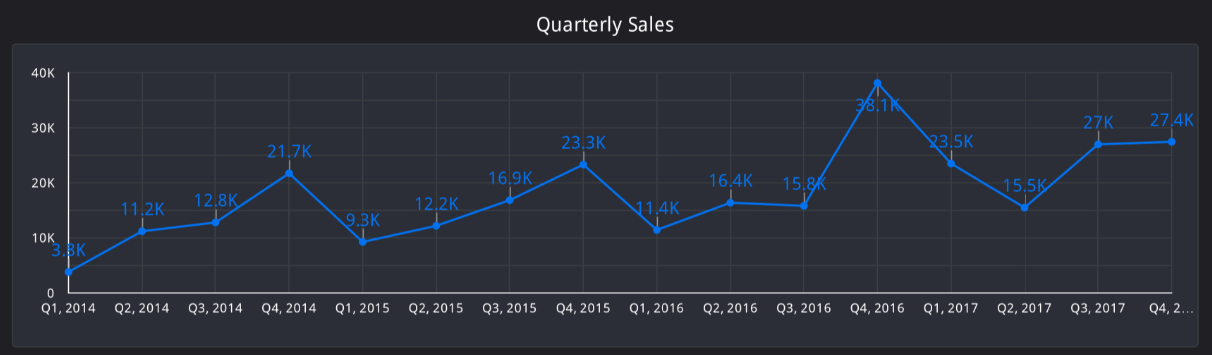 Quarterly Sales
40K
30K
20K
10K
0
3.8K
11.2K
12.8K
21.7K
9.3K
12.2K
16.9K
23.3K
11.4K
16.4K
15.8K
38.1K
23.5K
15.5K
27K
27.4K
Q1, 2014 Q2, 2014 Q3, 2014 Q4, 2014 Q1, 2015 Q2, 2015 Q3, 2015 Q4, 2015 Q1, 2016 Q2, 2016 Q3, 2016 Q4, 2016 Q1, 2017 Q2, 2017 Q3, 2017 Q4, 2...